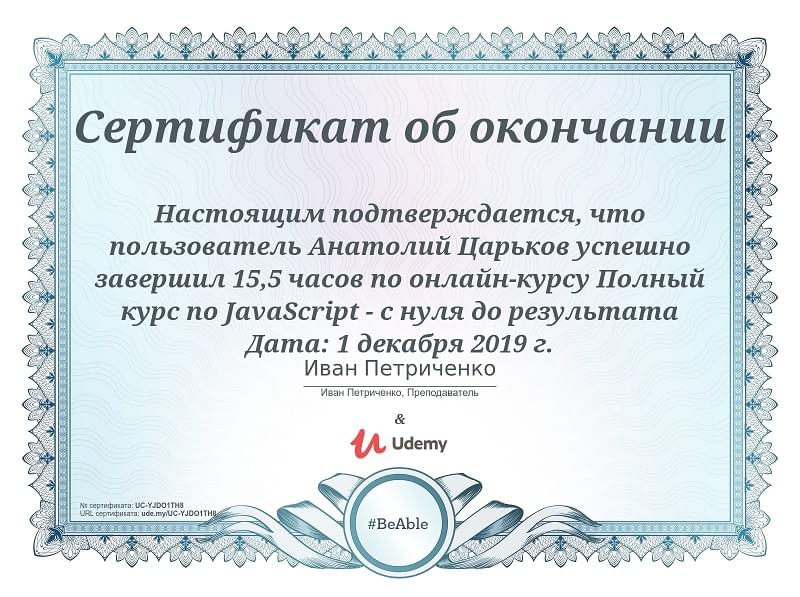 Сертификат об окончании
Настоящим подтверждается, что
пользователь Анатолий Царьков успешно
завершил 15,5 часов по онлайн-курсу Полный
курс по JavaScript - с нуля до результата
Дата: 1 декабря 2019 г.
Иван Петриченко
Иван Петриченко, Преподаватель
&
Udemy
№ сертификата: UC-YJDO1TH8
URL сертификата: ude.my/UC-YJDO1TH8
#BeAble